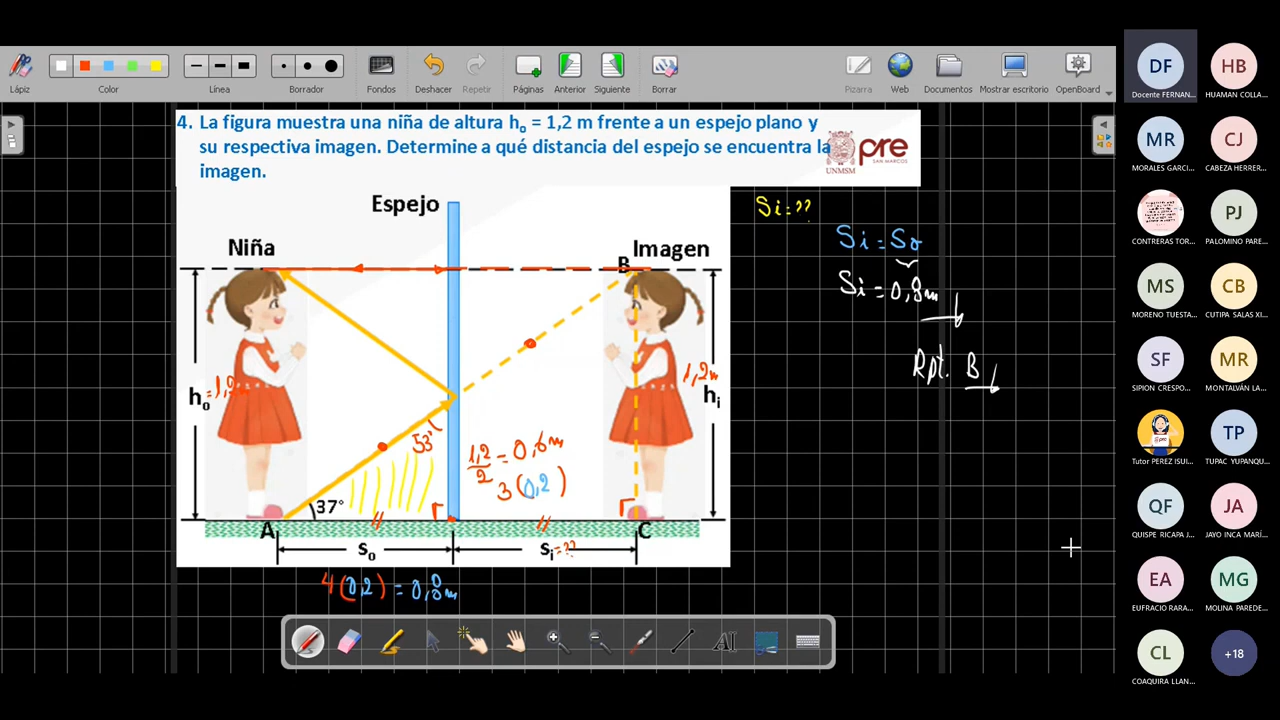 Lápiz
Color
Línea
Borrador
Fondos
Deshacer
Repetir
Páginas
Anterior
Siguiente
Borrar
Pizarra
Web
Documentos
Mostrar escritorio
OpenBoard
4. La figura muestra una niña de altura ho = 1,2 m frente a un espejo plano y
su respectiva imagen. Determine a qué distancia del espejo se encuentra la
imagen.
UNMSM
pre
SAN MARCOS
Si = ??
Si = So
Si = 0,8m
Rpt. B
Espejo
Niña
Imagen
B
ho = 1,2m
1,2m
hi
53°
1,2/2 = 0,6m
3(0,2)
37°
A
C
so
si = ??
4(0,2) = 0,8m
AI
DF
Docente FERNAN...
HB
HUAMAN COLLA...
MR
MORALES GARCI...
CJ
CABEZA HERRER...
CONTRERAS TOR...
PJ
PALOMINO PARE...
MS
MORENO TUESTA...
CB
CUTIPA SALAS XI...
SF
SIPION CRESPO...
MR
MONTALVÁN LA...
Tutor PEREZ ISUI...
TP
TUPAC YUPANQU...
QF
QUISPE RICAPA J...
JA
JAYO INCA MARÍ...
EA
EUFRACIO RARA...
MG
MOLINA PAREDE...
CL
COAQUIRA LLAN...
+18